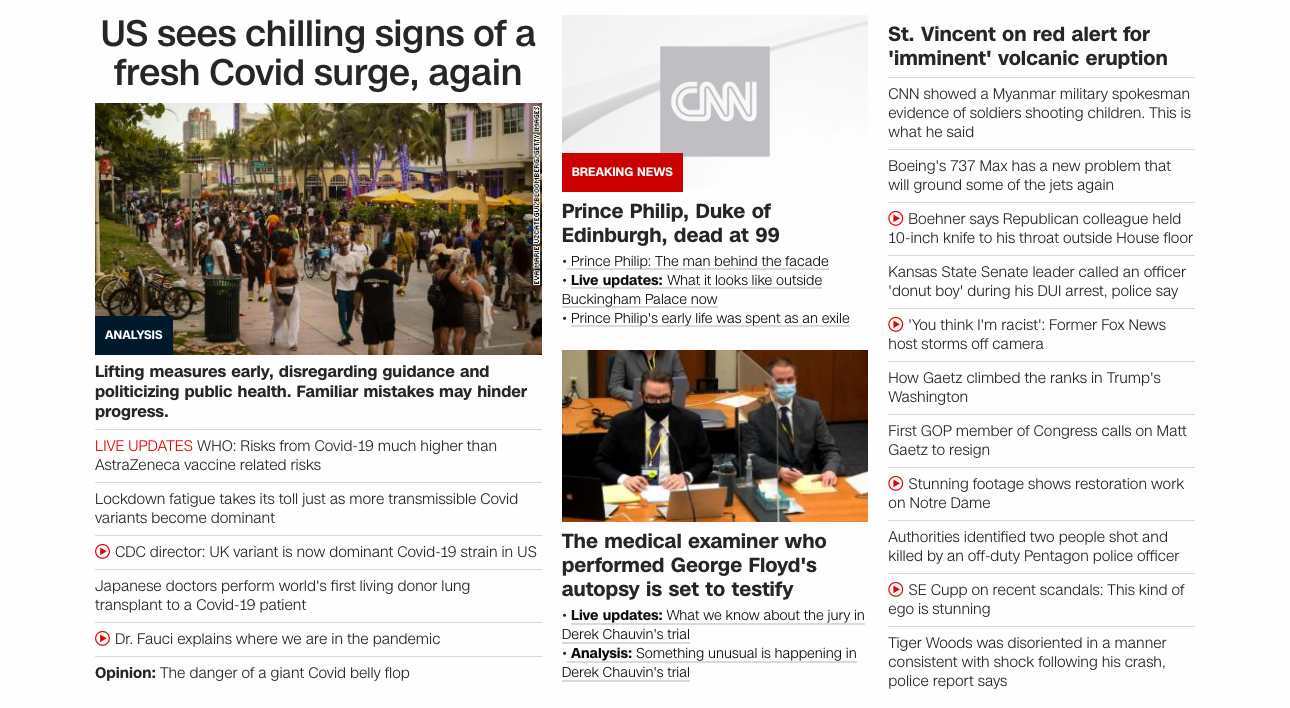 US sees chilling signs of a
fresh Covid surge, again
EVA MARIE UZCATEGUI/BLOOMBERG/GETTY IMAGES
ANALYSIS
Lifting measures early, disregarding guidance and
politicizing public health. Familiar mistakes may hinder
progress.
LIVE UPDATES WHO: Risks from Covid-19 much higher than
AstraZeneca vaccine related risks
Lockdown fatigue takes its toll just as more transmissible Covid
variants become dominant
CDC director: UK variant is now dominant Covid-19 strain in US
Japanese doctors perform world's first living donor lung
transplant to a Covid-19 patient
Dr. Fauci explains where we are in the pandemic
Opinion: The danger of a giant Covid belly flop
CNN
BREAKING NEWS
Prince Philip, Duke of
Edinburgh, dead at 99
• Prince Philip: The man behind the facade
• Live updates: What it looks like outside
Buckingham Palace now
• Prince Philip's early life was spent as an exile
The medical examiner who
performed George Floyd's
autopsy is set to testify
• Live updates: What we know about the jury in
Derek Chauvin's trial
• Analysis: Something unusual is happening in
Derek Chauvin's trial
St. Vincent on red alert for
'imminent' volcanic eruption
CNN showed a Myanmar military spokesman
evidence of soldiers shooting children. This is
what he said
Boeing's 737 Max has a new problem that
will ground some of the jets again
Boehner says Republican colleague held
10-inch knife to his throat outside House floor
Kansas State Senate leader called an officer
'donut boy' during his DUI arrest, police say
'You think I'm racist': Former Fox News
host storms off camera
How Gaetz climbed the ranks in Trump's
Washington
First GOP member of Congress calls on Matt
Gaetz to resign
Stunning footage shows restoration work
on Notre Dame
Authorities identified two people shot and
killed by an off-duty Pentagon police officer
SE Cupp on recent scandals: This kind of
ego is stunning
Tiger Woods was disoriented in a manner
consistent with shock following his crash,
police report says